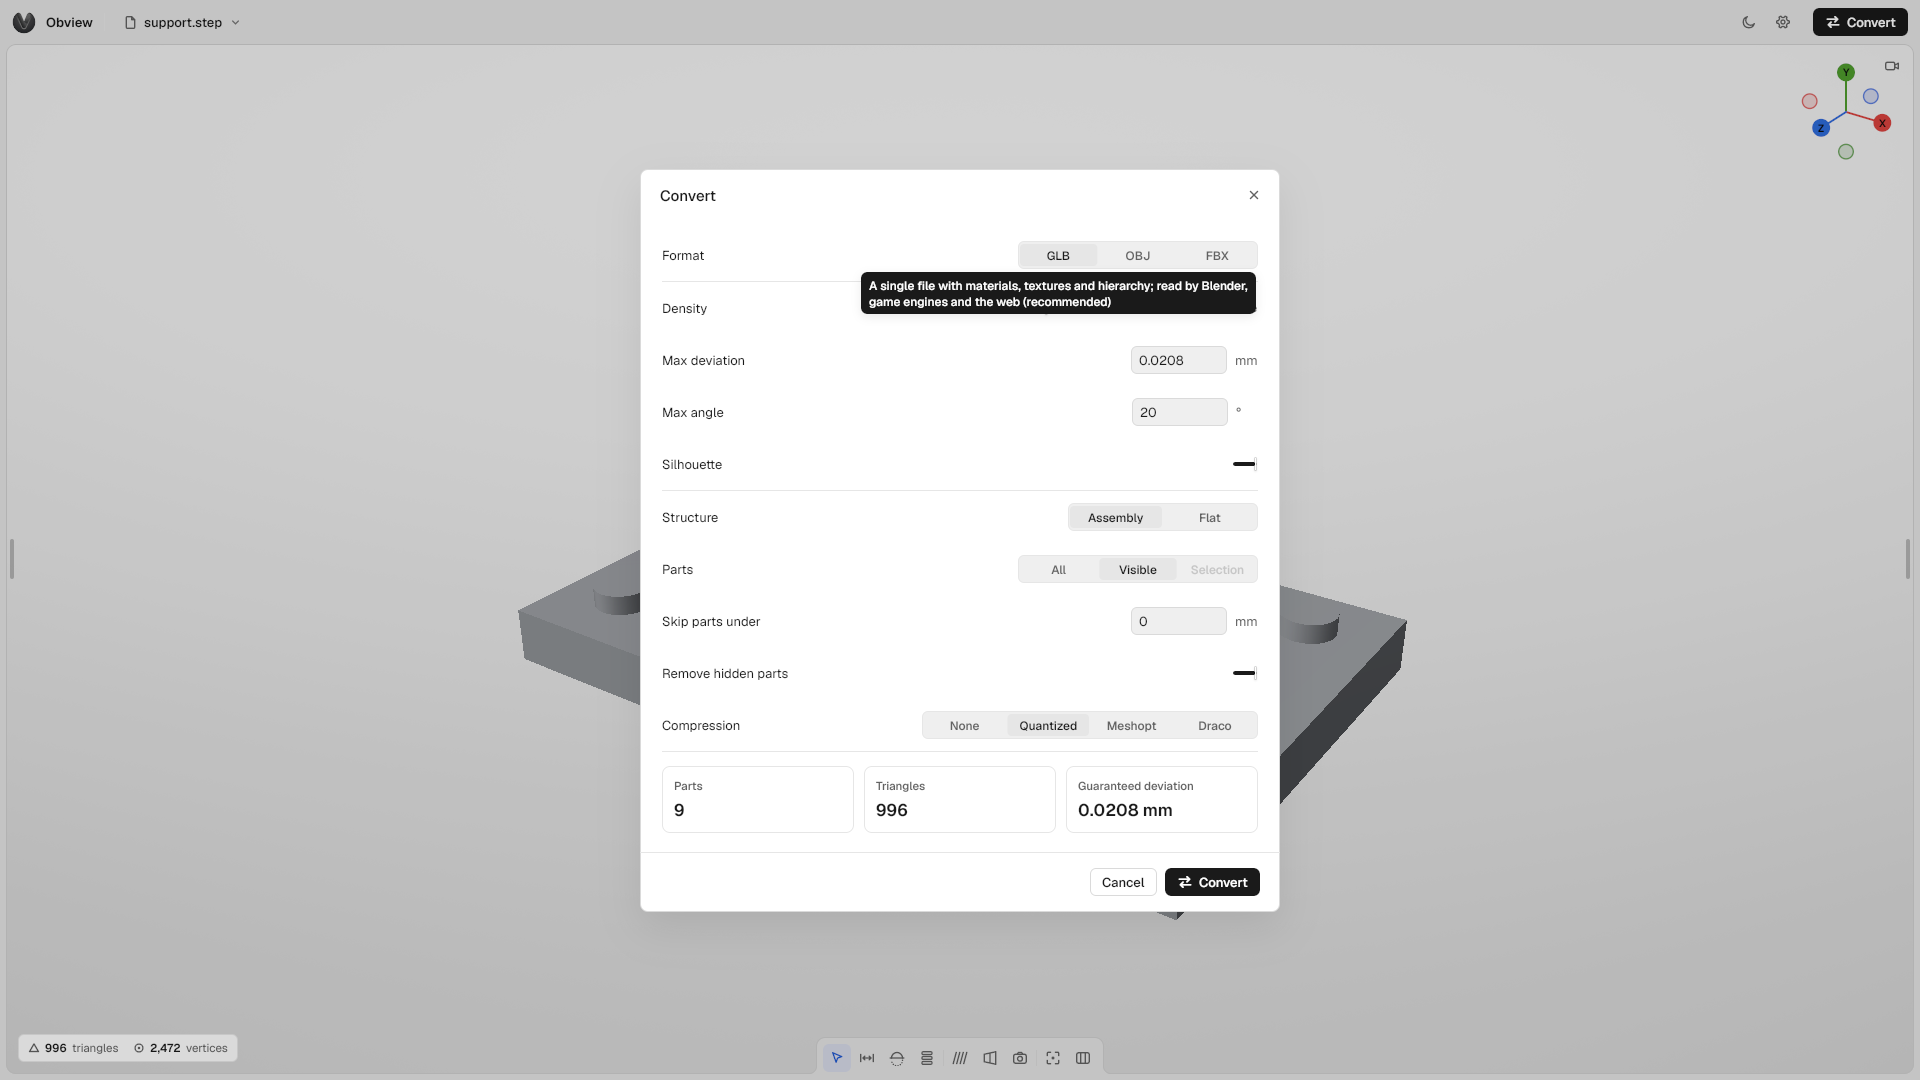 Obview
support.step
Convert
Y
X
Z
Convert
Format
GLB
OBJ
FBX
A single file with materials, textures and hierarchy; read by Blender,
game engines and the web (recommended)
Density
Max deviation
0.0208
mm
Max angle
20
°
Silhouette
Structure
Assembly
Flat
Parts
All
Visible
Selection
Skip parts under
0
mm
Remove hidden parts
Compression
None
Quantized
Meshopt
Draco
Parts
9
Triangles
996
Guaranteed deviation
0.0208 mm
Cancel
Convert
996 triangles
2,472 vertices